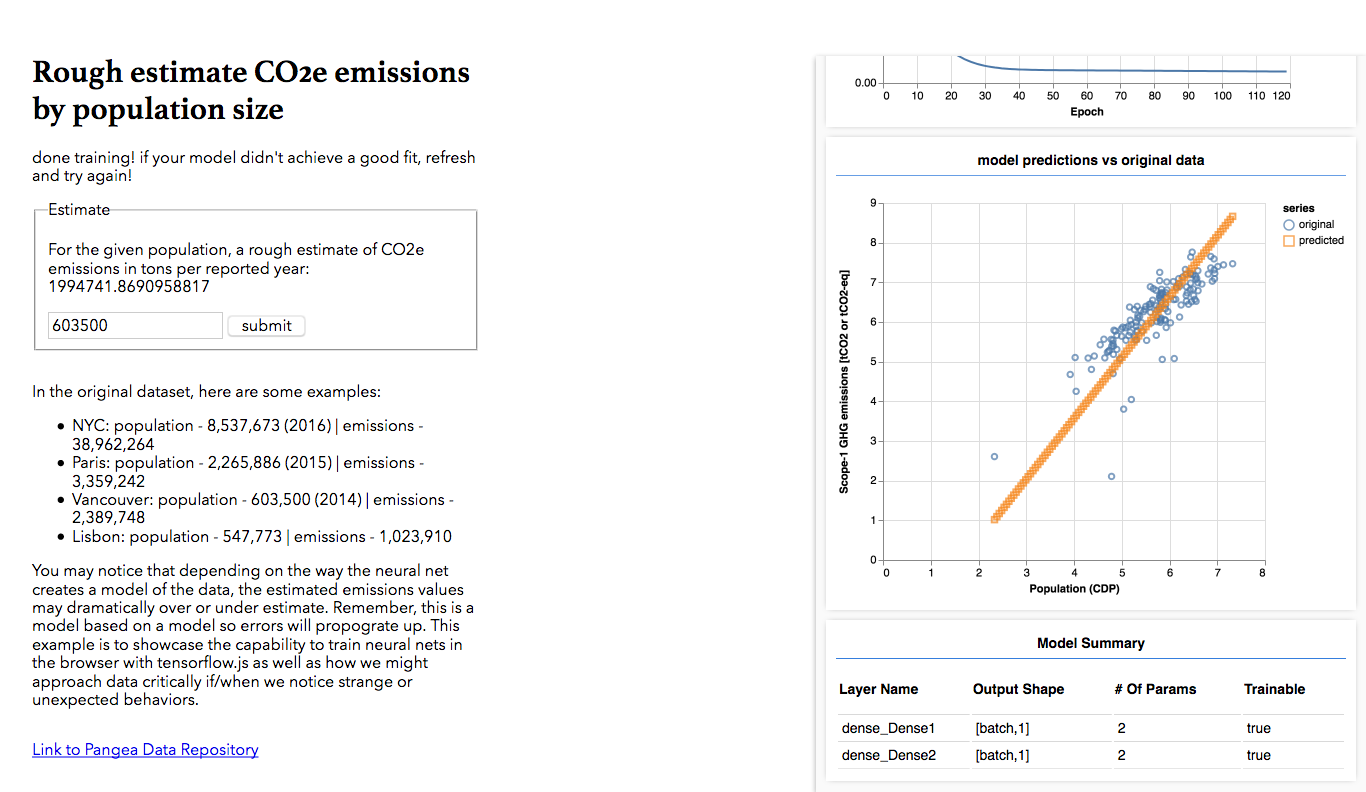 Rough estimate CO2e emissions
by population size
done training! if your model didn't achieve a good fit, refresh
and try again!
Estimate
For the given population, a rough estimate of CO2e
emissions in tons per reported year:
1994741.8690958817
603500 submit
In the original dataset, here are some examples:
• NYC: population - 8,537,673 (2016) | emissions -
38,962,264
• Paris: population - 2,265,886 (2015) | emissions -
3,359,242
• Vancouver: population - 603,500 (2014) | emissions -
2,389,748
• Lisbon: population - 547,773 | emissions - 1,023,910
You may notice that depending on the way the neural net
creates a model of the data, the estimated emissions values
may dramatically over or under estimate. Remember, this is a
model based on a model so errors will propograte up. This
example is to showcase the capability to train neural nets in
the browser with tensorflow.js as well as how we might
approach data critically if/when we notice strange or
unexpected behaviors.
Link to Pangea Data Repository
0.00
0 10 20 30 40 50 60 70 80 90 100 110 120
Epoch
model predictions vs original data
9
8
7
6
5
4
3
2
1
0
Scope-1 GHG emissions [tCO2 or tCO2-eq]
0 1 2 3 4 5 6 7 8
Population (CDP)
series
original
predicted
Model Summary
Layer Name Output Shape # Of Params Trainable
dense_Dense1 [batch,1] 2 true
dense_Dense2 [batch,1] 2 true